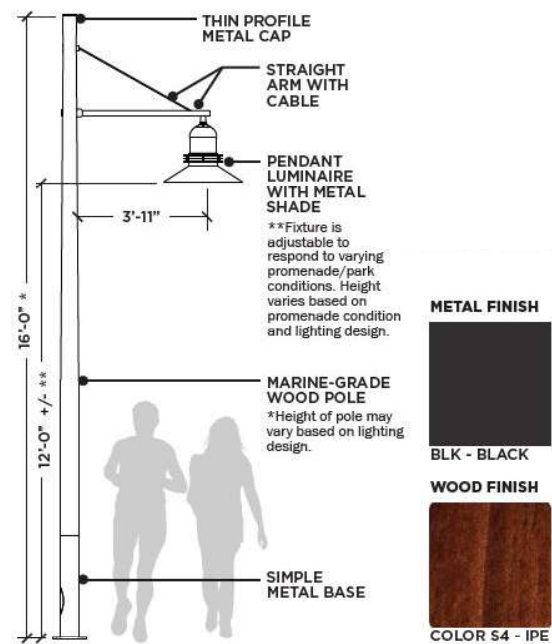 THIN PROFILE
METAL CAP
STRAIGHT
ARM WITH
CABLE
PENDANT
LUMINAIRE
WITH METAL
SHADE
**Fixture is
adjustable to
respond to varying
promenade/park
conditions. Height
varies based on
promenade condition
and lighting design.
3'-11"
16'-0" *
12'-0" +/- **
MARINE-GRADE
WOOD POLE
*Height of pole may
vary based on lighting
design.
SIMPLE
METAL BASE
METAL FINISH
BLK - BLACK
WOOD FINISH
COLOR S4 - IPE